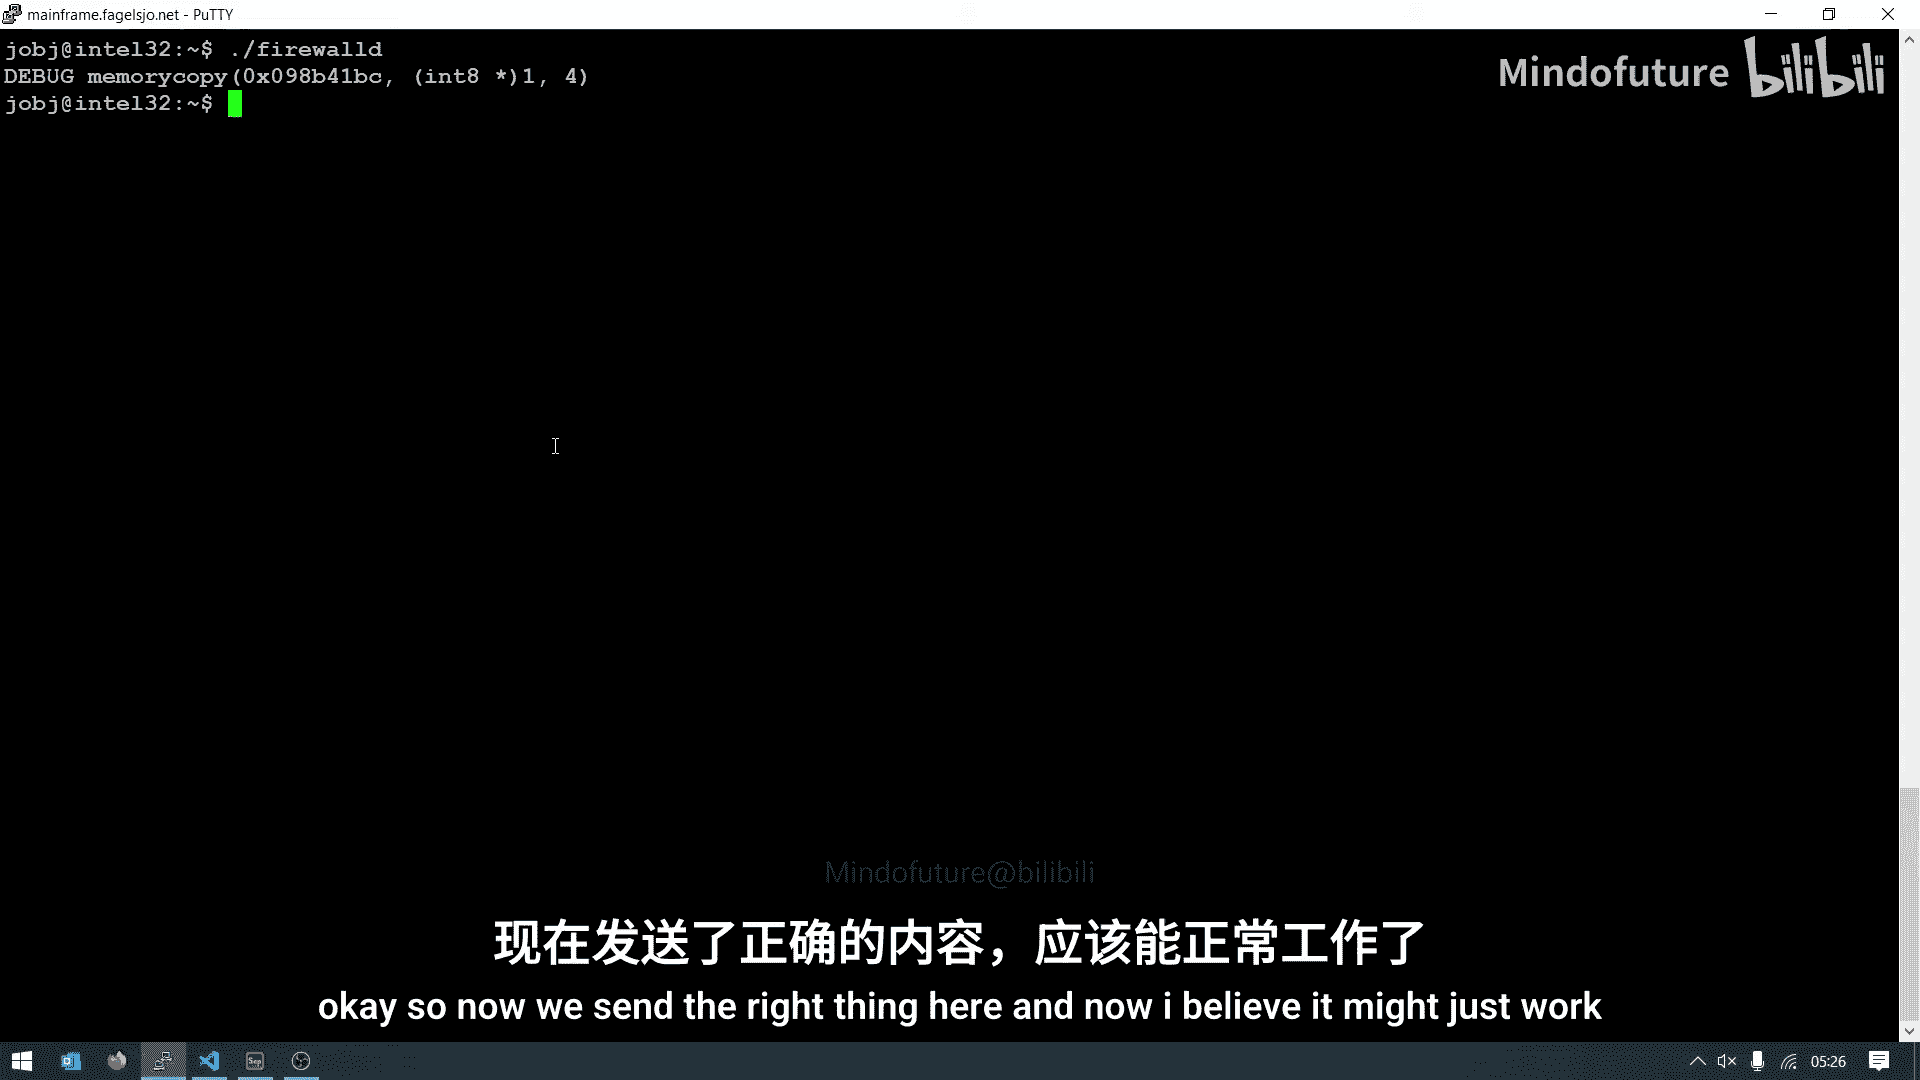 mainframe.fagelsjo.net - PuTTY
jobj@intel32:~$ ./firewalld
DEBUG memorycopy(0x098b41bc, (int8 *)1, 4)
jobj@intel32:~$
Mindofuture bilibili
Mindofuture@bilibili
现在发送了正确的内容，应该能正常工作了
okay so now we send the right thing here and now i believe it might just work
05:26